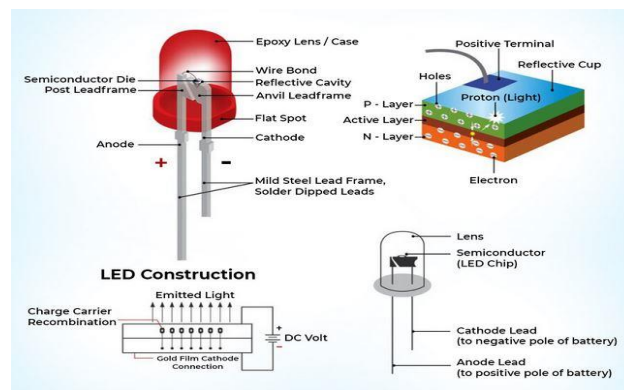 Epoxy Lens / Case
Wire Bond
Semiconductor Die
Reflective Cavity
Post Leadframe
Anvil Leadframe
Flat Spot
Anode
Cathode
+
-
Mild Steel Lead Frame,
Solder Dipped Leads
Positive Terminal
Reflective Cup
Holes
Proton (Light)
P - Layer
Active Layer
N - Layer
Electron
LED Construction
Emitted Light
Charge Carrier
Recombination
+
DC Volt
-
Gold Film Cathode
Connection
Lens
Semiconductor
(LED Chip)
Cathode Lead
(to negative pole of battery)
Anode Lead
(to positive pole of battery)